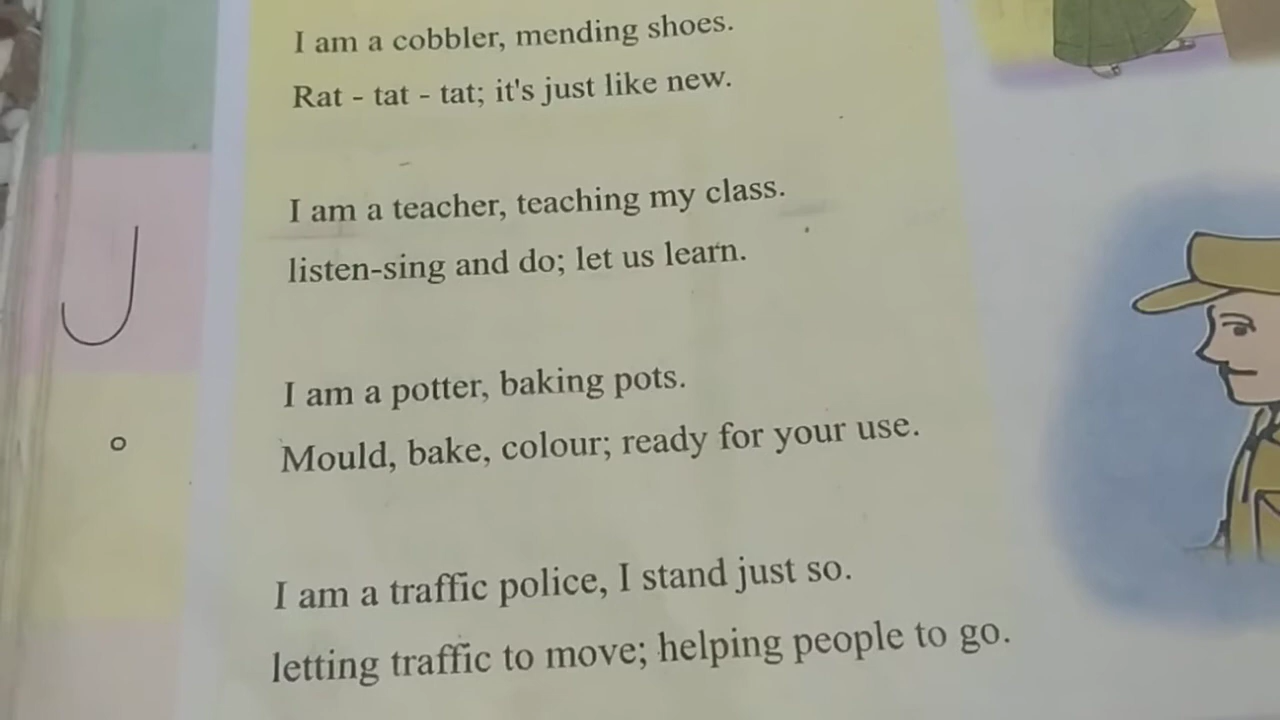 I am a cobbler, mending shoes.
Rat - tat - tat; it's just like new.
I am a teacher, teaching my class.
listen-sing and do; let us learn.
I am a potter, baking pots.
Mould, bake, colour; ready for your use.
I am a traffic police, I stand just so.
letting traffic to move; helping people to go.